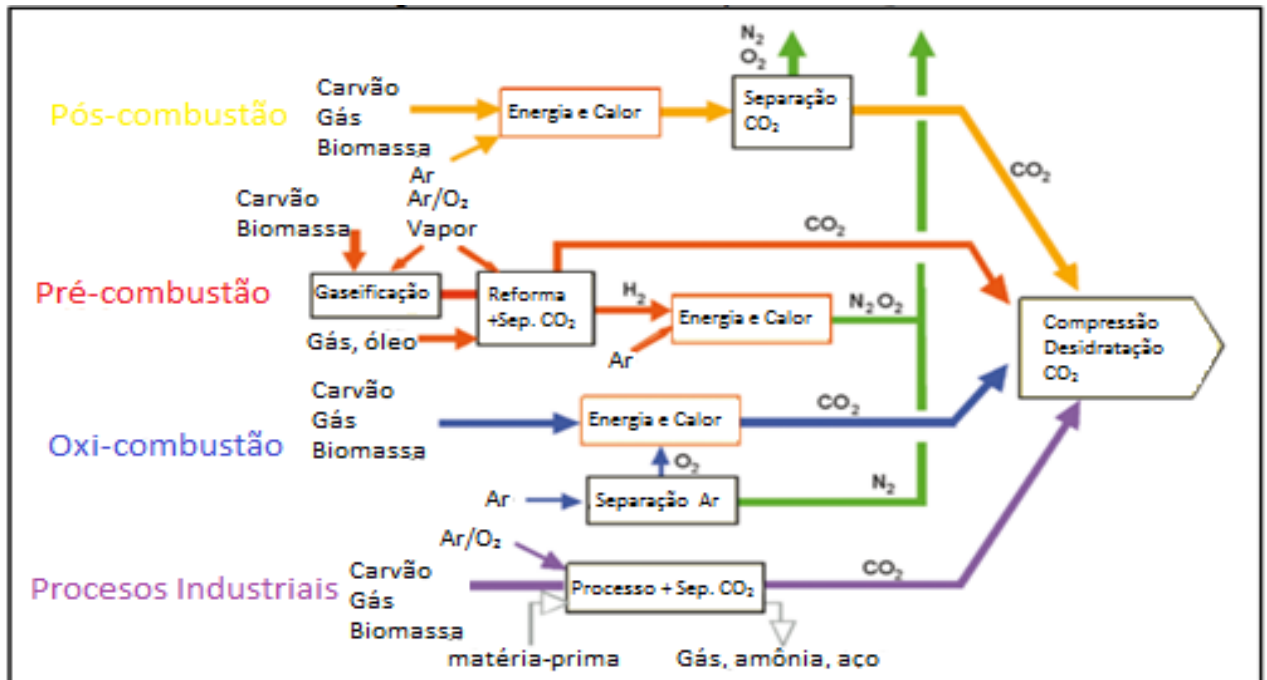 Pós-combustão
Carvão
Gás
Biomassa
Ar
Energia e Calor
Separação
CO₂
N₂
O₂
CO₂
Pré-combustão
Carvão
Biomassa
Ar/O₂
Vapor
Gaseificação
Gás, óleo
Reforma
+Sep. CO₂
CO₂
H₂
Ar
Energia e Calor
N₂ O₂
Compressão
Desidratação
CO₂
Oxi-combustão
Carvão
Gás
Biomassa
Energia e Calor
CO₂
O₂
Ar
Separação Ar
N₂
Procesos Industriais
Ar/O₂
Carvão
Gás
Biomassa
Processo + Sep. CO₂
CO₂
matéria-prima
Gás, amônia, aço